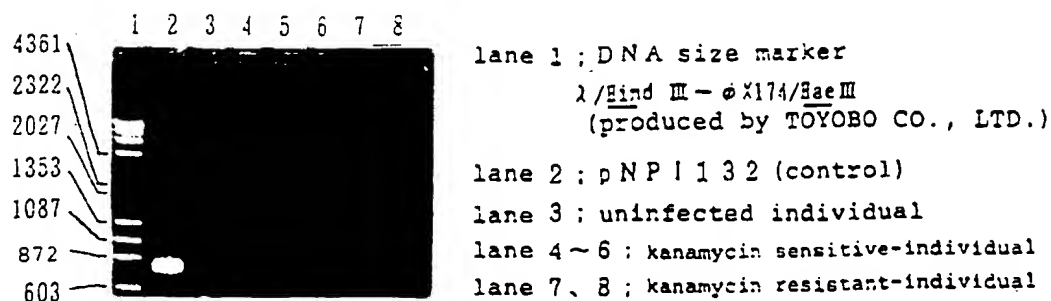 1 2 3 4 5 6 7 8
4361
2322
2027
1353
1087
872
603
lane 1 ; DNA size marker
λ/Hind III − φX174/Hae III
(produced by TOYOBO CO., LTD.)
lane 2 ; pNPI132 (control)
lane 3 ; uninfected individual
lane 4~6 ; kanamycin sensitive-individual
lane 7、8 ; kanamycin resistant-individual